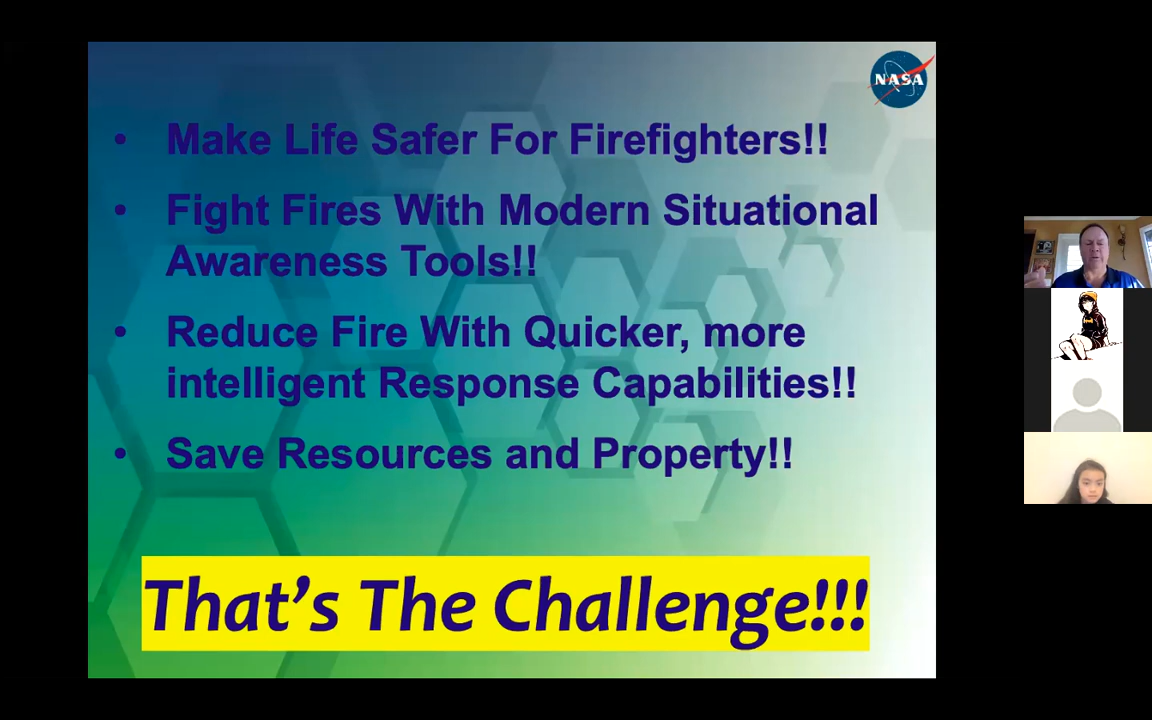 NASA
• Make Life Safer For Firefighters!!
• Fight Fires With Modern Situational
Awareness Tools!!
• Reduce Fire With Quicker, more
intelligent Response Capabilities!!
• Save Resources and Property!!
That's The Challenge!!!